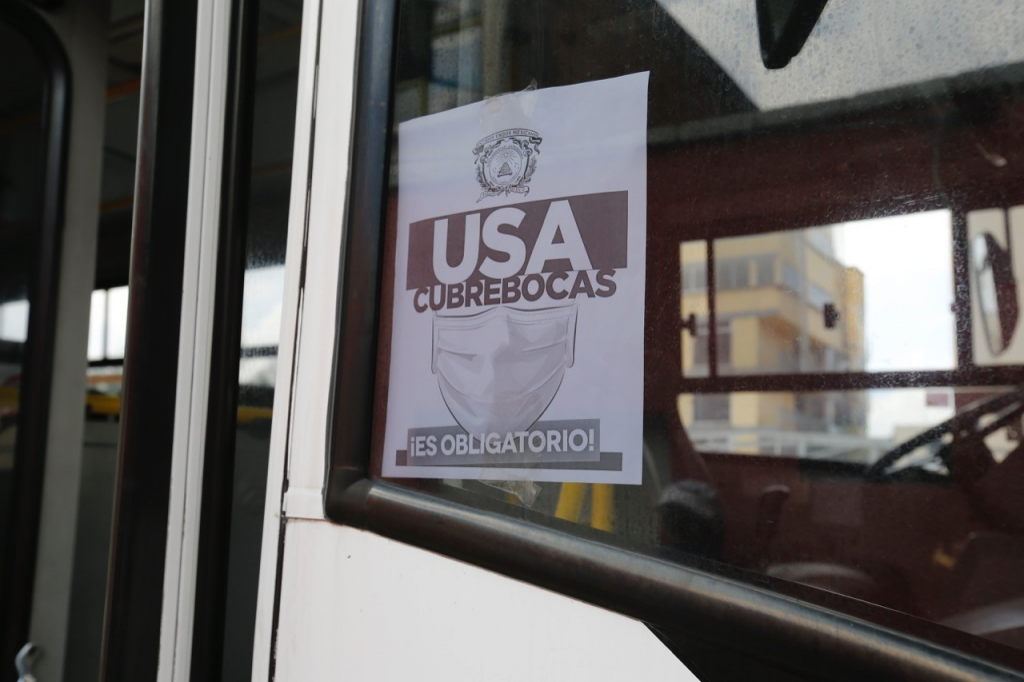 USA
CUBREBOCAS
¡ES OBLIGATORIO!